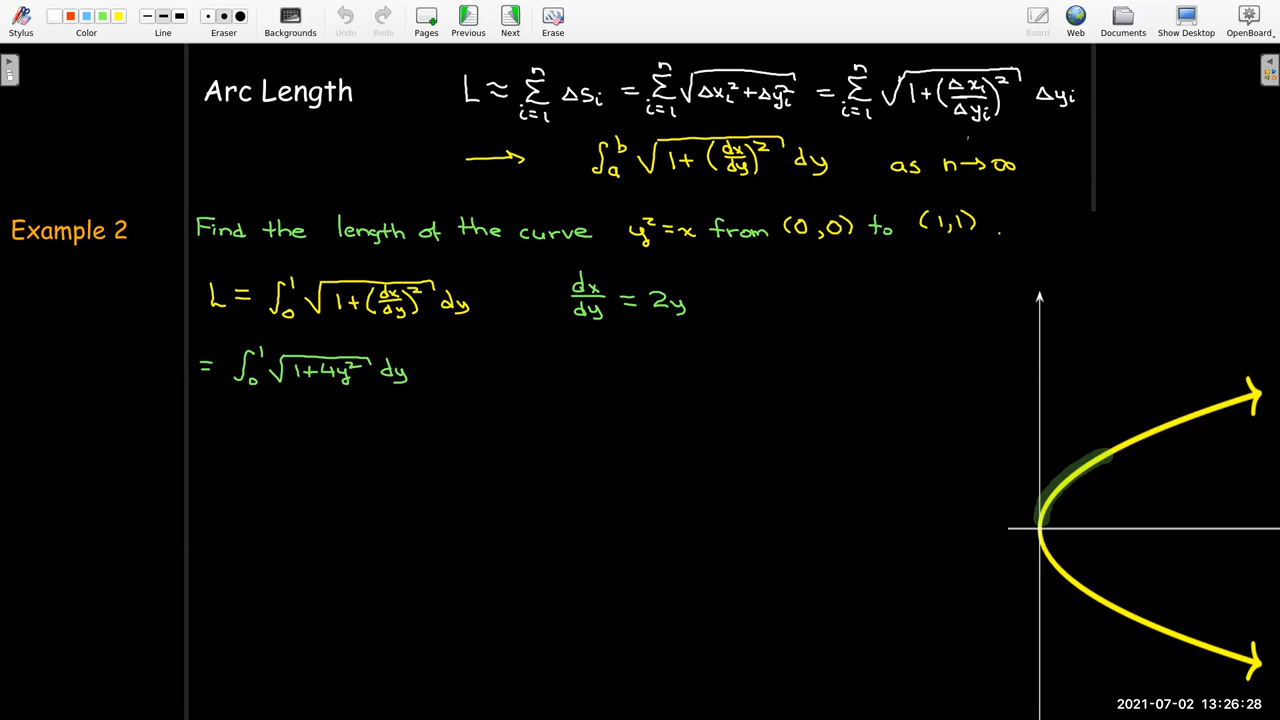 Stylus Color Line Eraser Backgrounds Undo Redo Pages Previous Next Erase Board Web Documents Show Desktop OpenBoard
Arc Length L ≈ ∑_{i=1}^{n} Δs_i = ∑_{i=1}^{n} √(Δx_i² + Δy_i²) = ∑_{i=1}^{n} √(1+(Δx_i/Δy_i)²) Δy_i
→ ∫_a^b √(1+(dx/dy)²) dy as n→∞
Example 2 Find the length of the curve y²=x from (0,0) to (1,1).
L = ∫_0^1 √(1+(dx/dy)²) dy dx/dy = 2y
= ∫_0^1 √(1+4y²) dy
2021-07-02 13:26:28